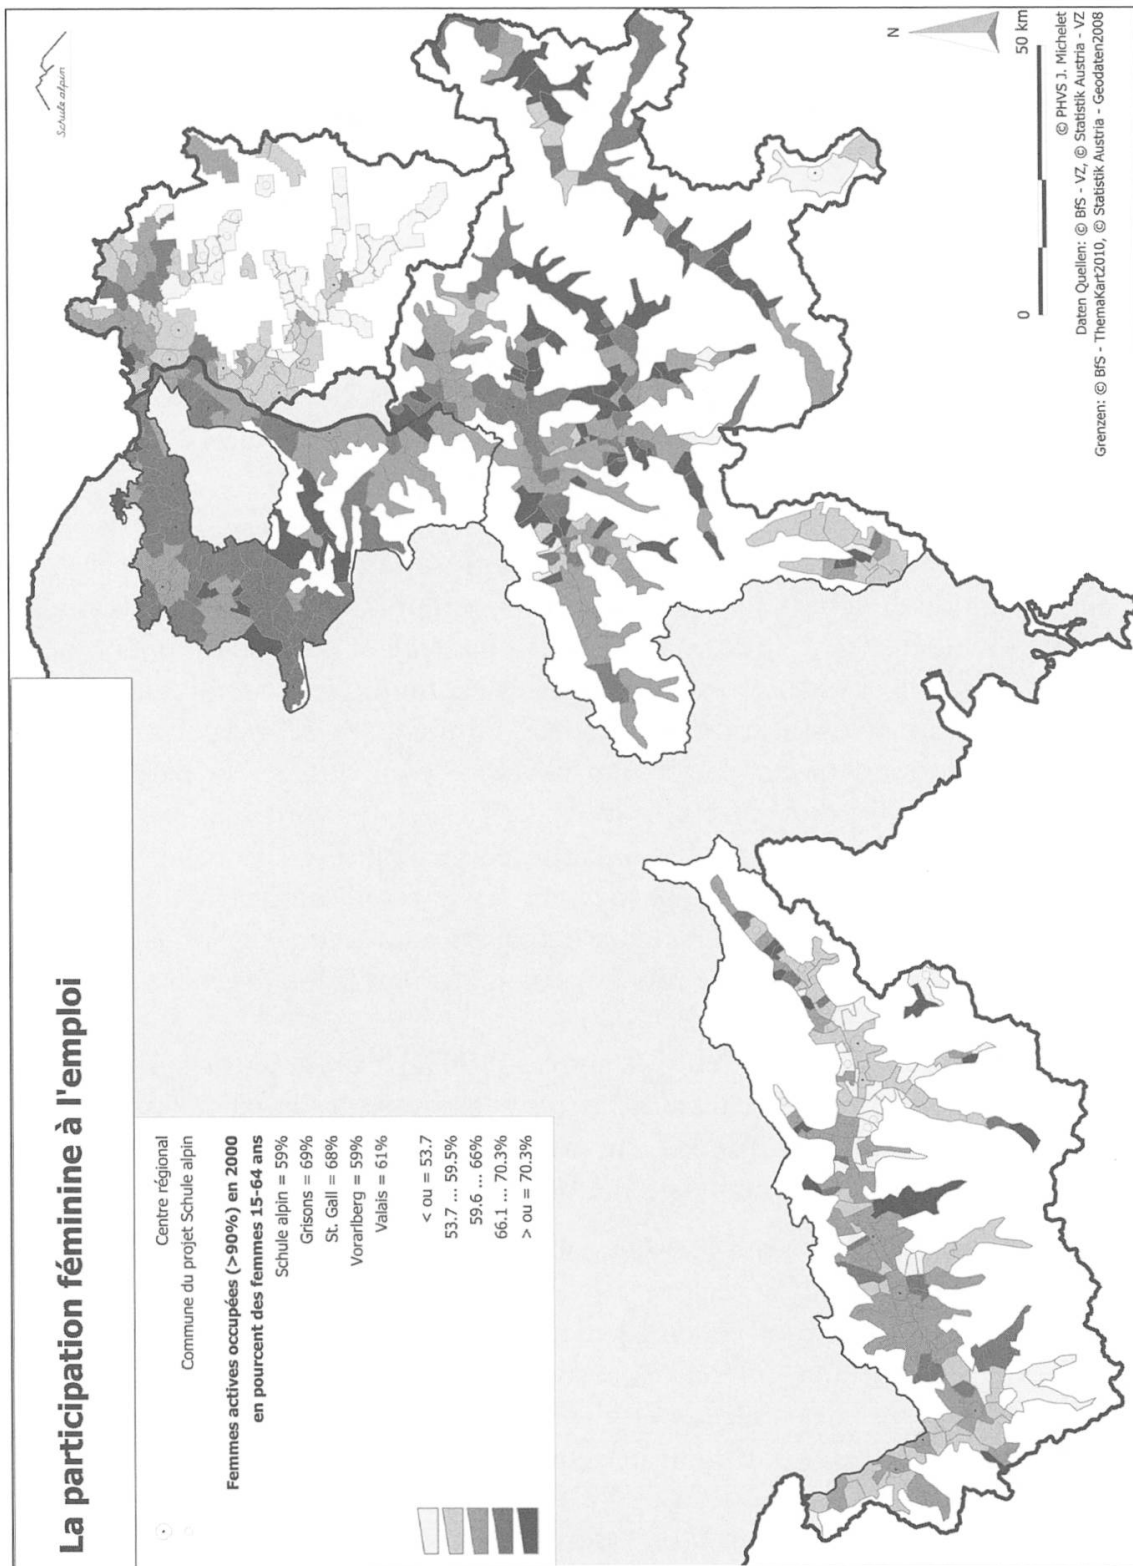 La participation féminine à l'emploi
Schule alpin
Centre régional
Commune du projet Schule alpin
Femmes actives occupées (>90%) en 2000
en pourcent des femmes 15-64 ans
Schule alpin = 59%
Grisons = 69%
St. Gall = 68%
Vorarlberg = 59%
Valais = 61%
< ou = 53.7
53.7 ... 59.5%
59.6 ... 66%
66.1 ... 70.3%
> ou = 70.3%
N
0 50 km
© PHVS J. Michelet
Daten Quellen: © BfS - VZ, © Statistik Austria - VZ
Grenzen: © BfS - ThemaKart2010, © Statistik Austria - Geodaten2008